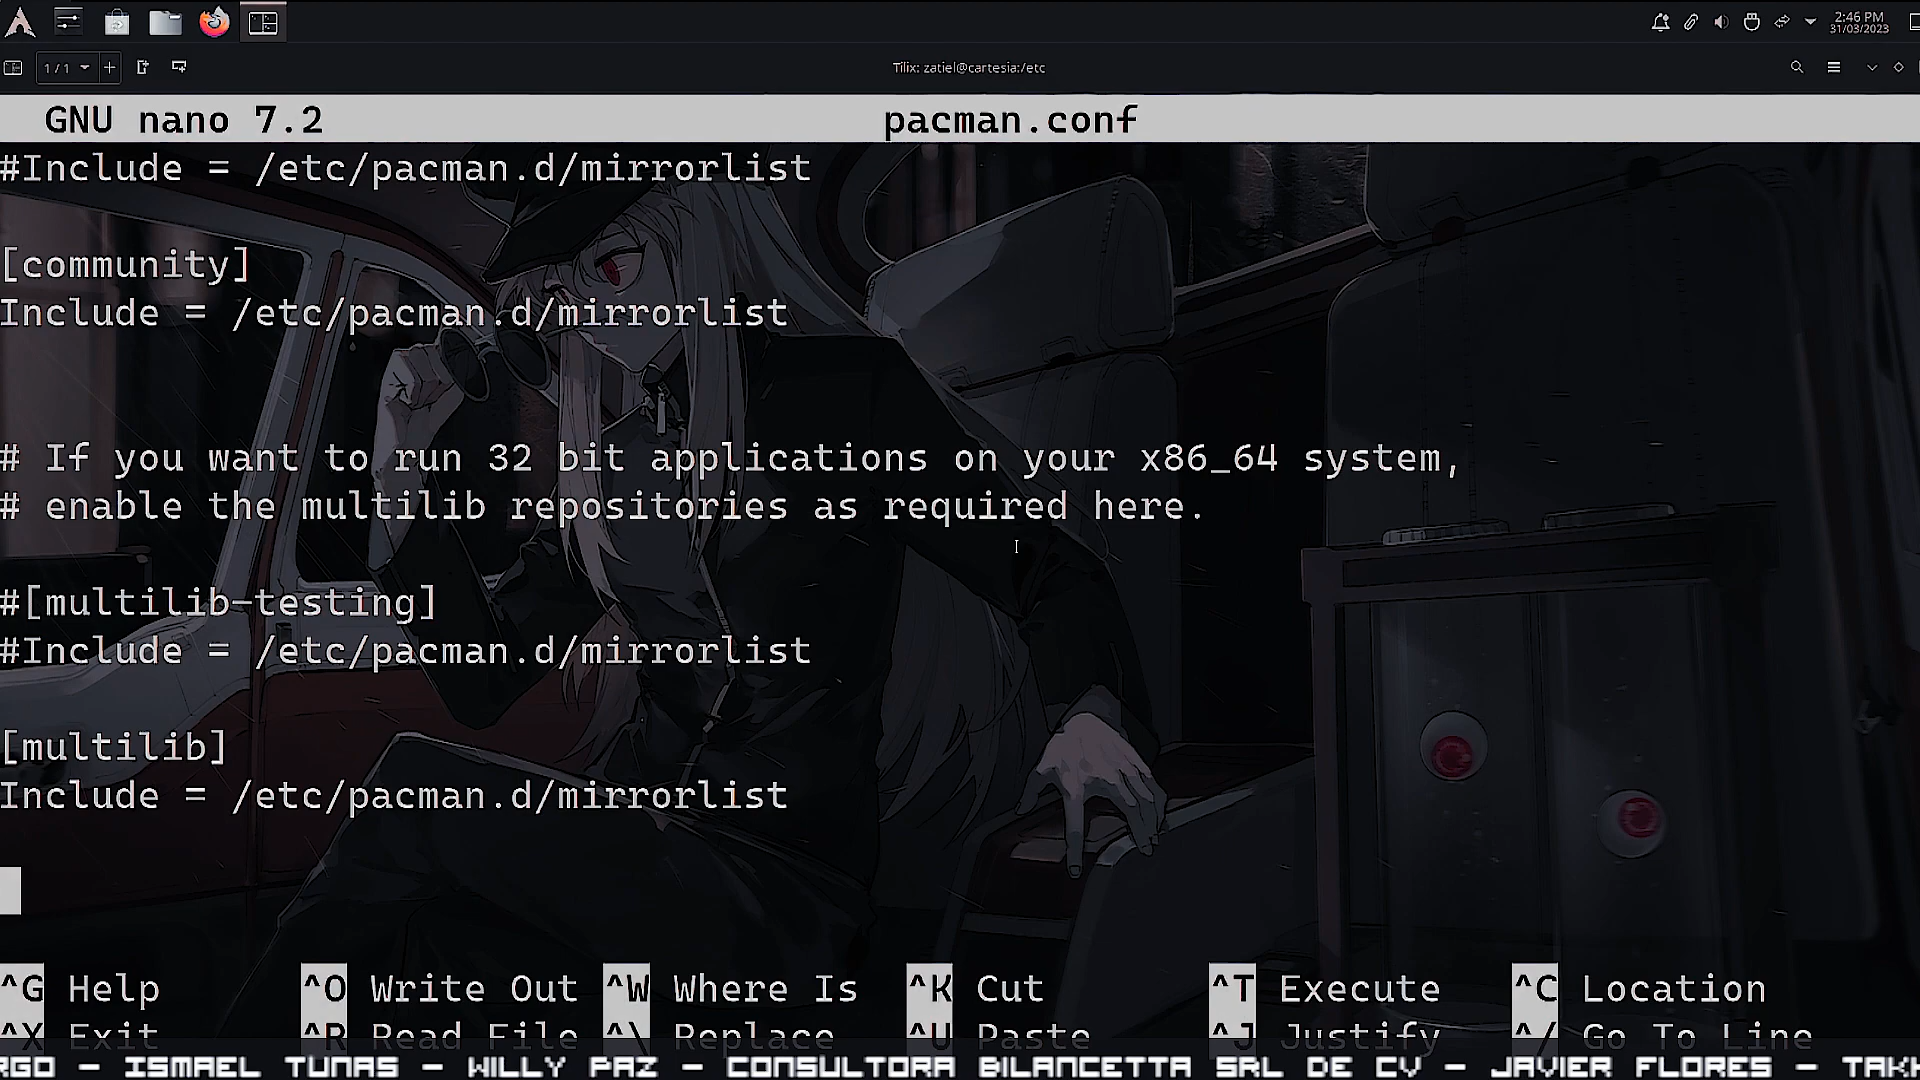 2:46 PM
31/03/2023
1 / 1
Tilix: zatiel@cartesia:/etc
GNU nano 7.2 pacman.conf
#Include = /etc/pacman.d/mirrorlist
[community]
Include = /etc/pacman.d/mirrorlist
# If you want to run 32 bit applications on your x86_64 system,
# enable the multilib repositories as required here.
#[multilib-testing]
#Include = /etc/pacman.d/mirrorlist
[multilib]
Include = /etc/pacman.d/mirrorlist
^G Help ^O Write Out ^W Where Is ^K Cut ^T Execute ^C Location
^X Exit ^R Read File ^\ Replace ^U Paste ^J Justify ^/ Go To Line
RGO - ISMAEL TUNAS - WILLY PAZ - CONSULTORA BILANCETTA SRL DE CV - JAVIER FLORES - TAK